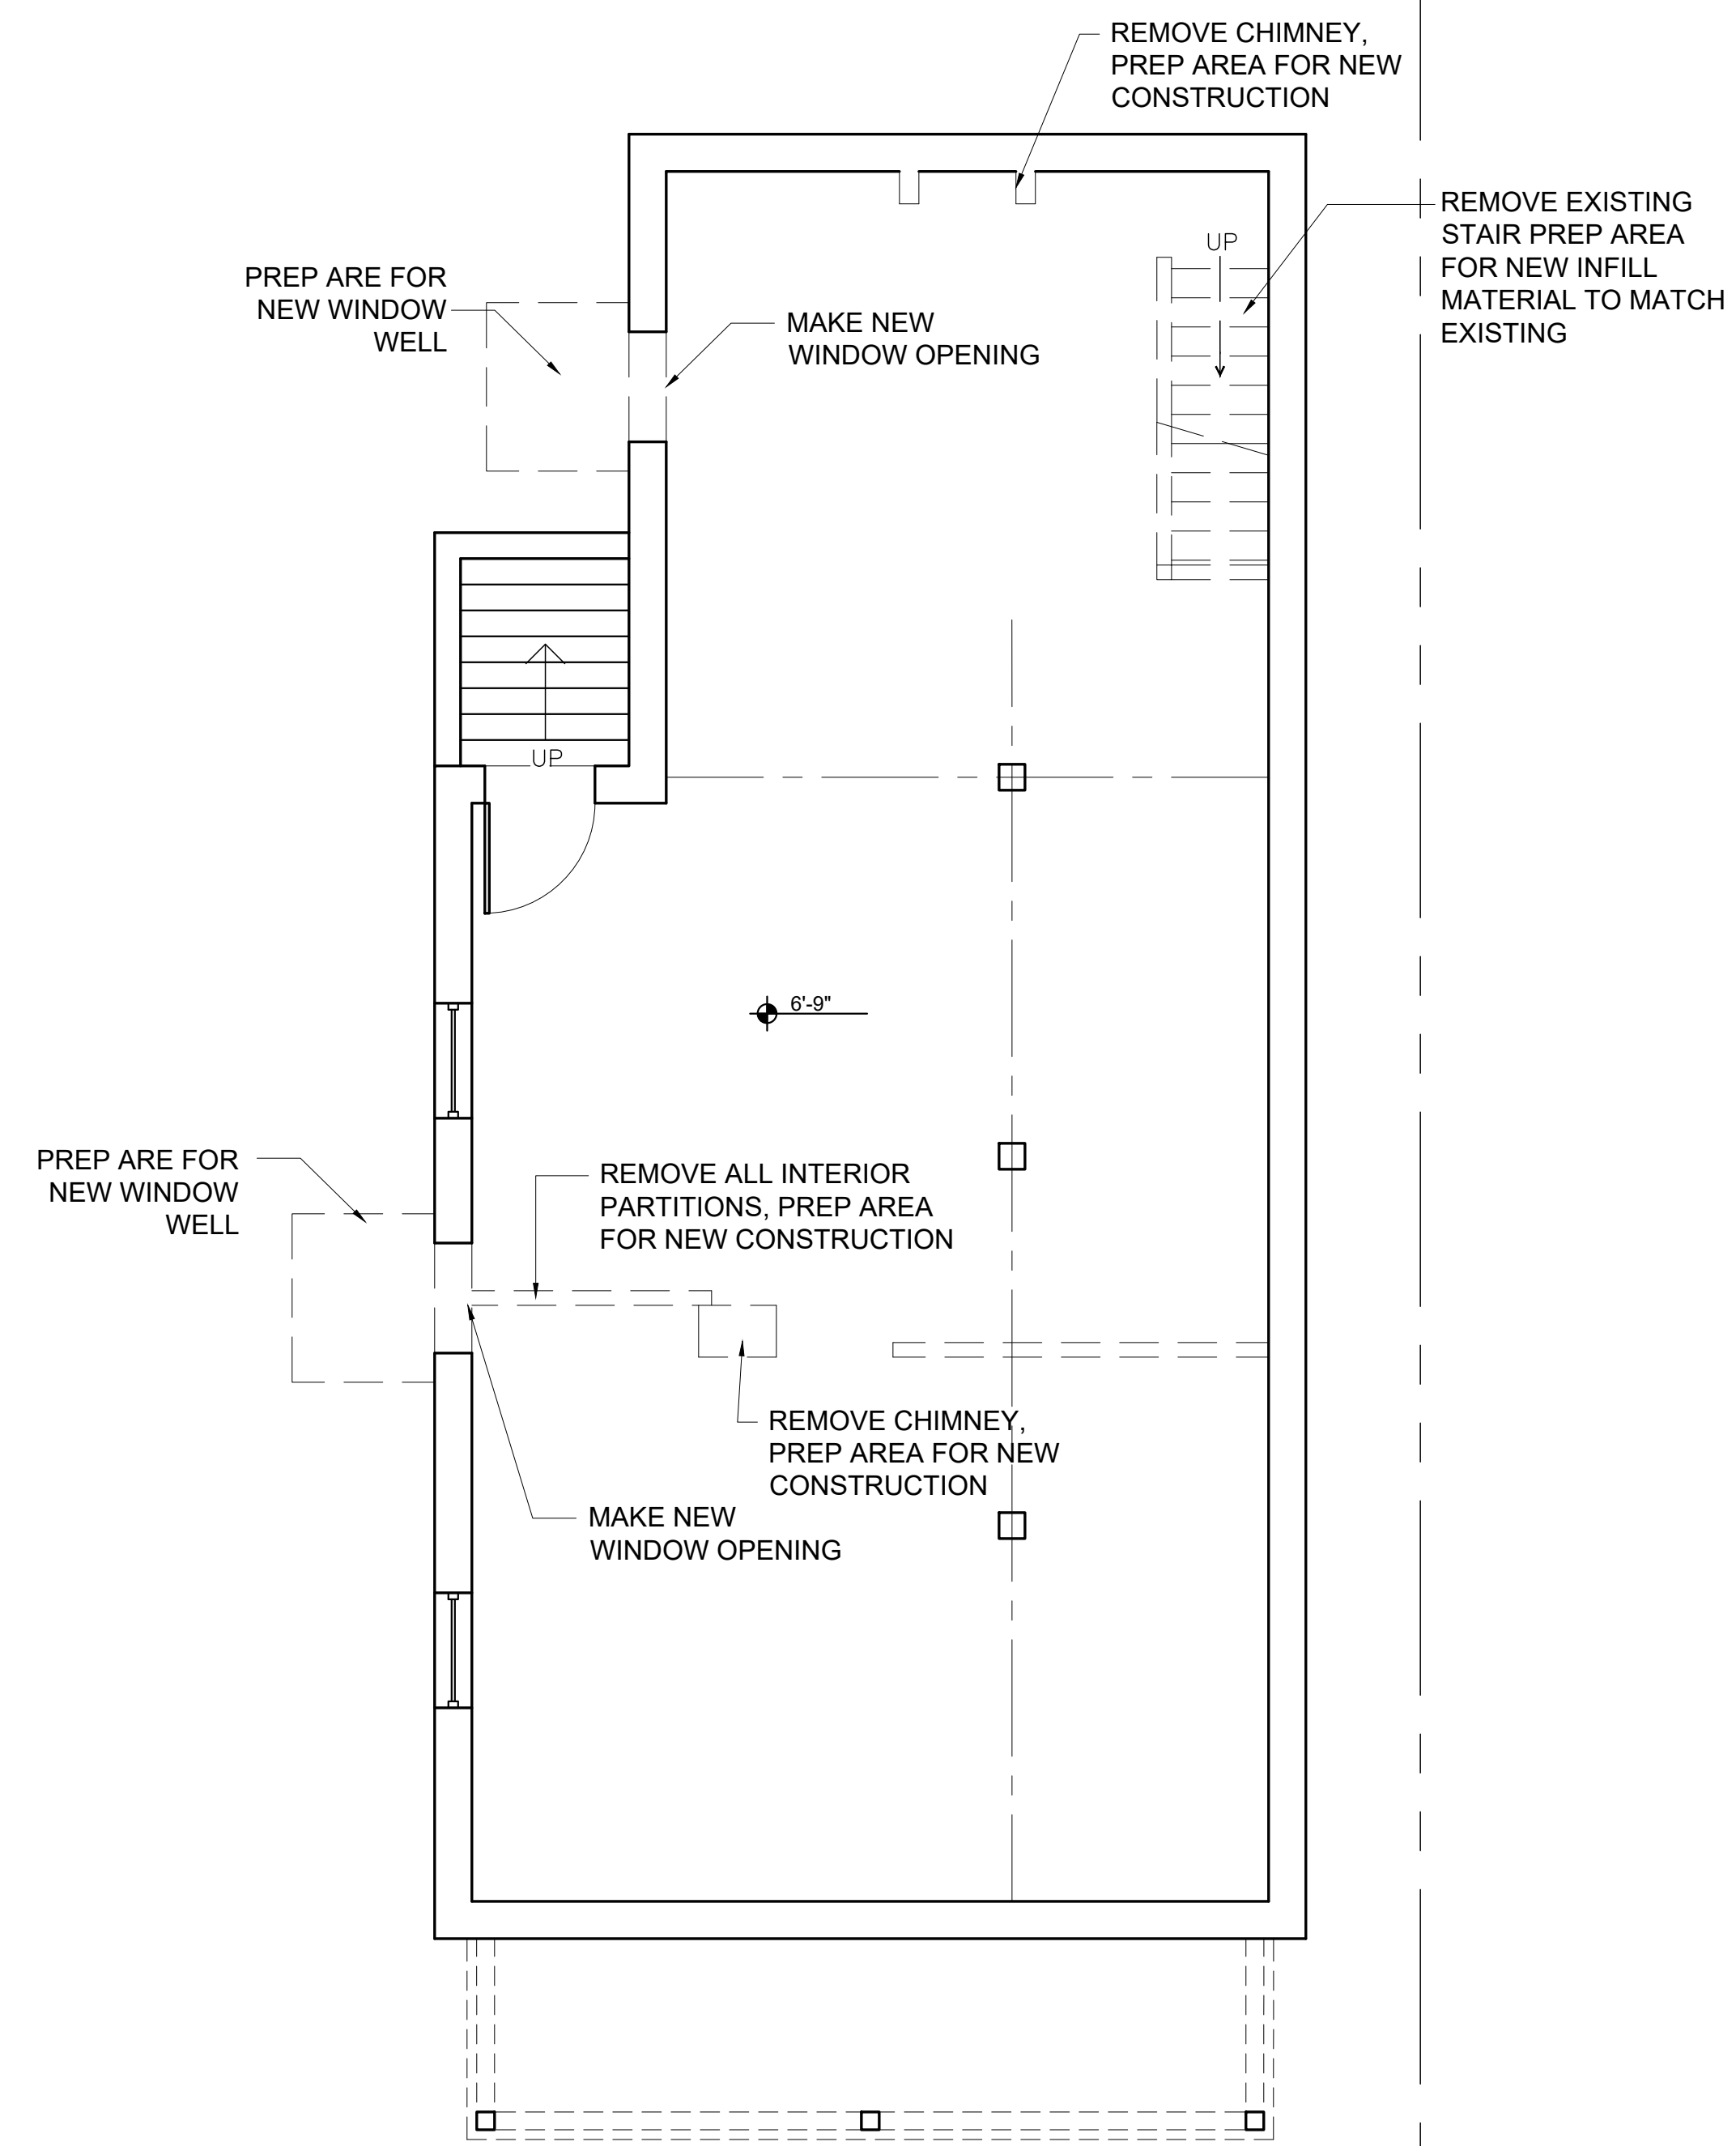 REMOVE CHIMNEY,
PREP AREA FOR NEW
CONSTRUCTION
REMOVE EXISTING
STAIR PREP AREA
FOR NEW INFILL
MATERIAL TO MATCH
EXISTING
UP
PREP ARE FOR
NEW WINDOW
WELL
MAKE NEW
WINDOW OPENING
UP
6'-9"
PREP ARE FOR
NEW WINDOW
WELL
REMOVE ALL INTERIOR
PARTITIONS, PREP AREA
FOR NEW CONSTRUCTION
REMOVE CHIMNEY,
PREP AREA FOR NEW
CONSTRUCTION
MAKE NEW
WINDOW OPENING